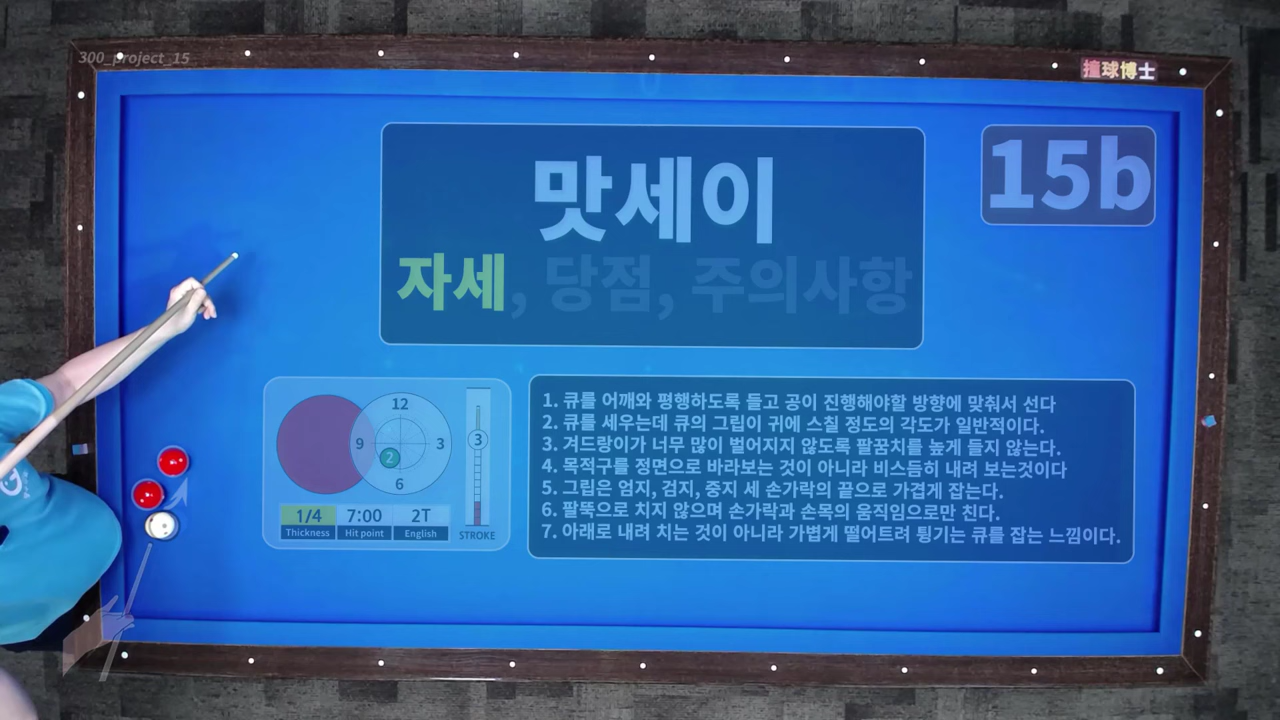 300_project_15
撞球博士
맛세이
15b
자세, 당점, 주의사항
12
9
3
2
6
3
1/4
7:00
2T
Thickness
Hit point
English
STROKE
1. 큐를 어깨와 평행하도록 들고 공이 진행해야할 방향에 맞춰서 선다
2. 큐를 세우는데 큐의 그립이 귀에 스칠 정도의 각도가 일반적이다.
3. 겨드랑이가 너무 많이 벌어지지 않도록 팔꿈치를 높게 들지 않는다.
4. 목적구를 정면으로 바라보는 것이 아니라 비스듬히 내려 보는것이다
5. 그립은 엄지, 검지, 중지 세 손가락의 끝으로 가겹게 잡는다.
6. 팔뚝으로 치지 않으며 손가락과 손목의 움직임으로만 친다.
7. 아래로 내려 치는 것이 아니라 가볍게 떨어트려 튕기는 큐를 잡는 느낌이다.